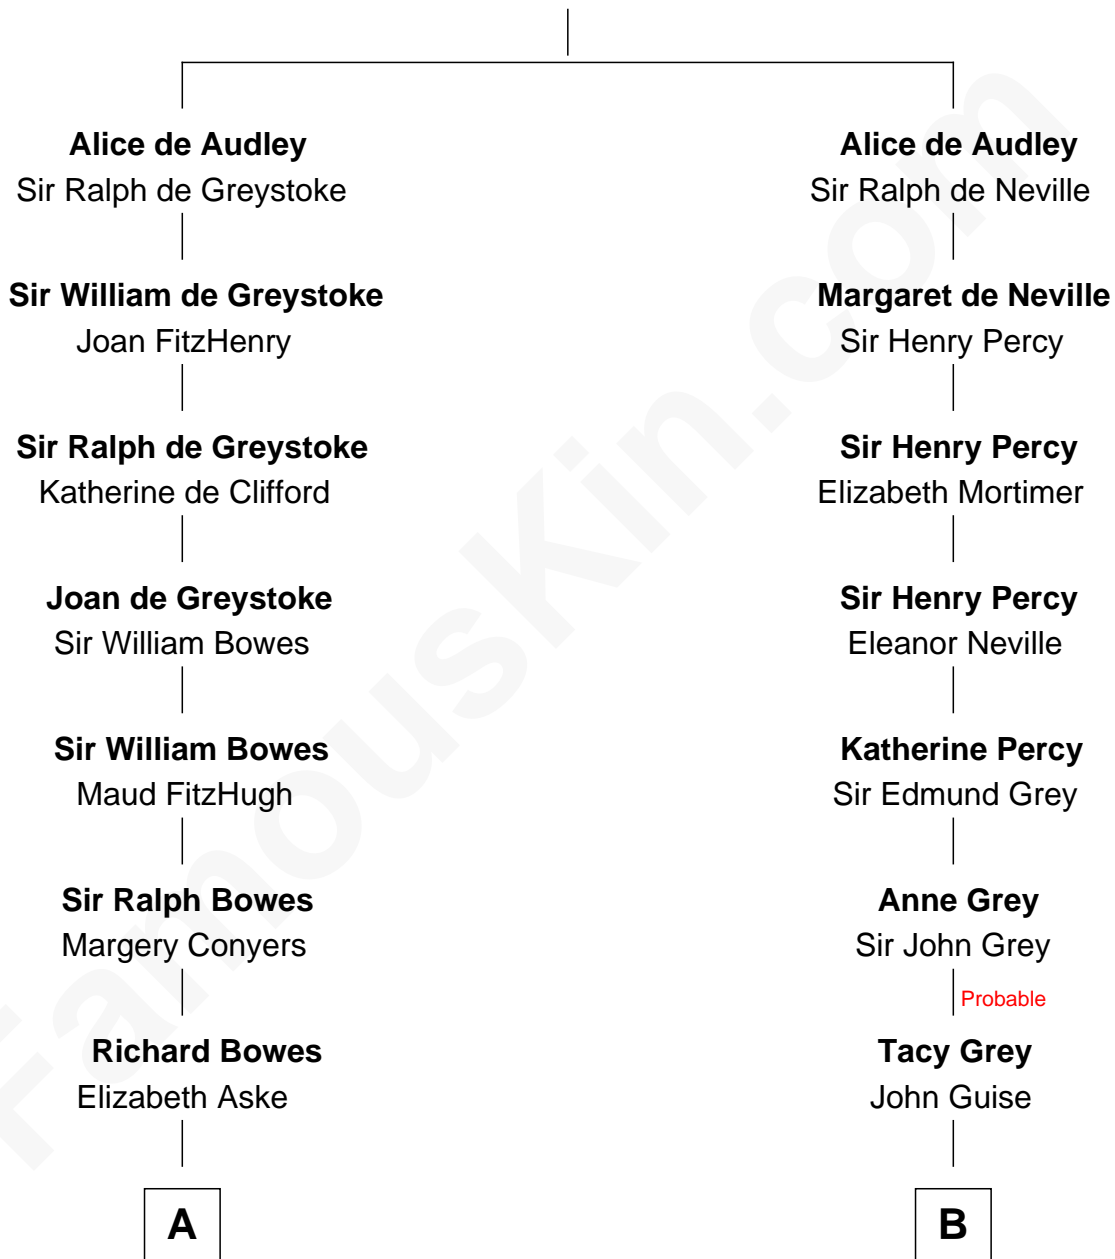 Alice de Audley
Sir Ralph de Greystoke
Sir William de Greystoke
Joan FitzHenry
Sir Ralph de Greystoke
Katherine de Clifford
Joan de Greystoke
Sir William Bowes
Sir William Bowes
Maud FitzHugh
Sir Ralph Bowes
Margery Conyers
Richard Bowes
Elizabeth Aske
A
Alice de Audley
Sir Ralph de Neville
Margaret de Neville
Sir Henry Percy
Sir Henry Percy
Elizabeth Mortimer
Sir Henry Percy
Eleanor Neville
Katherine Percy
Sir Edmund Grey
Anne Grey
Sir John Grey
Probable
Tacy Grey
John Guise
B
FamousKin.com